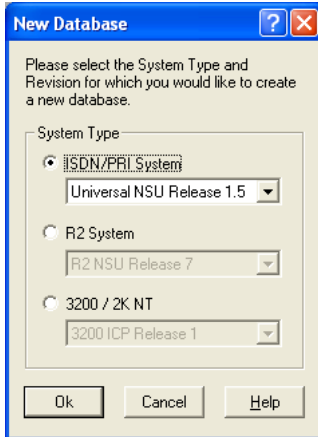 New Database
Please select the System Type and
Revision for which you would like to create
a new database.
System Type
ISDN/PRI System
Universal NSU Release 1.5
R2 System
R2 NSU Release 7
3200 / 2K NT
3200 ICP Release 1
Ok Cancel Help